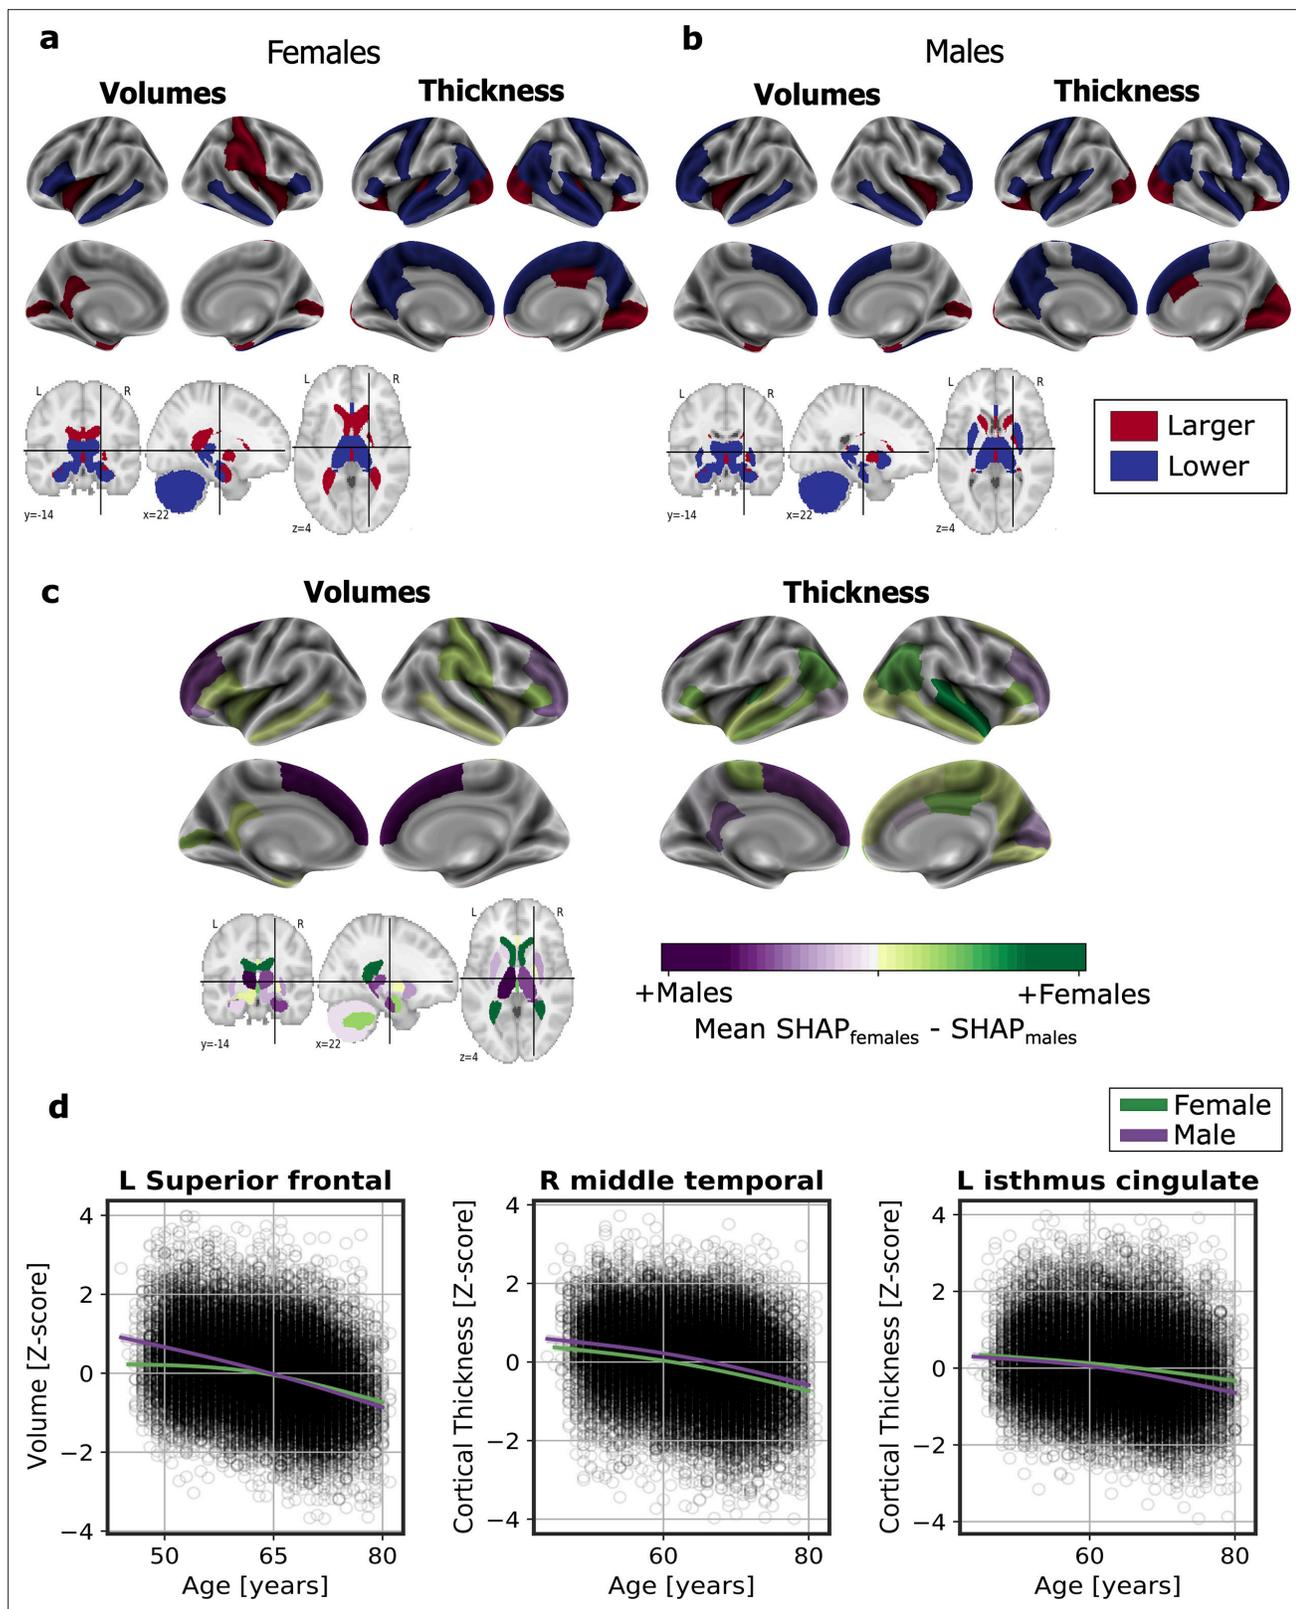 a
Females
Volumes
Thickness
L
R
L
R
y=-14
x=22
z=4
b
Males
Volumes
Thickness
L
R
L
R
y=-14
x=22
z=4
Larger
Lower
c
Volumes
Thickness
L
R
L
R
y=-14
x=22
z=4
+Males
+Females
Mean SHAPfemales - SHAPmales
d
Female
Male
L Superior frontal
Volume [Z-score]
4
2
0
−2
−4
50
65
80
Age [years]
R middle temporal
Cortical Thickness [Z-score]
4
2
0
−2
−4
60
80
Age [years]
L isthmus cingulate
Cortical Thickness [Z-score]
4
2
0
−2
−4
60
80
Age [years]